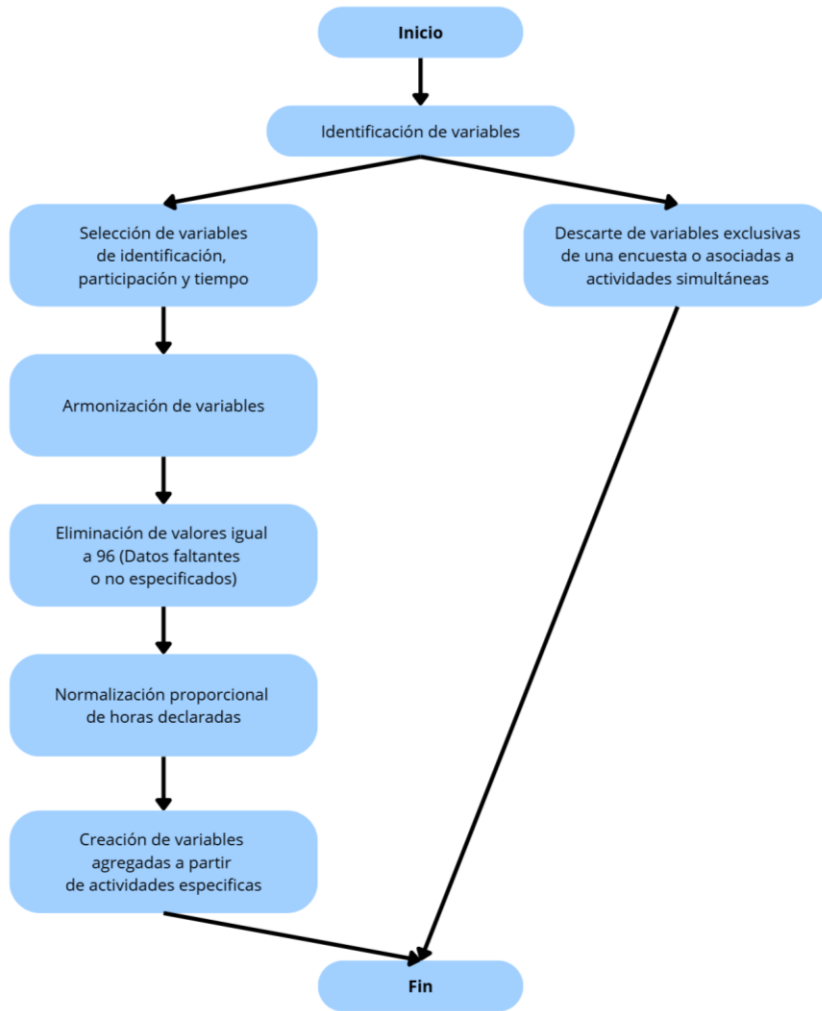 Inicio
Identificación de variables
Selección de variables
de identificación,
participación y tiempo
Descarte de variables exclusivas
de una encuesta o asociadas a
actividades simultáneas
Armonización de variables
Eliminación de valores igual
a 96 (Datos faltantes
o no especificados)
Normalización proporcional
de horas declaradas
Creación de variables
agregadas a partir
de actividades especificas
Fin